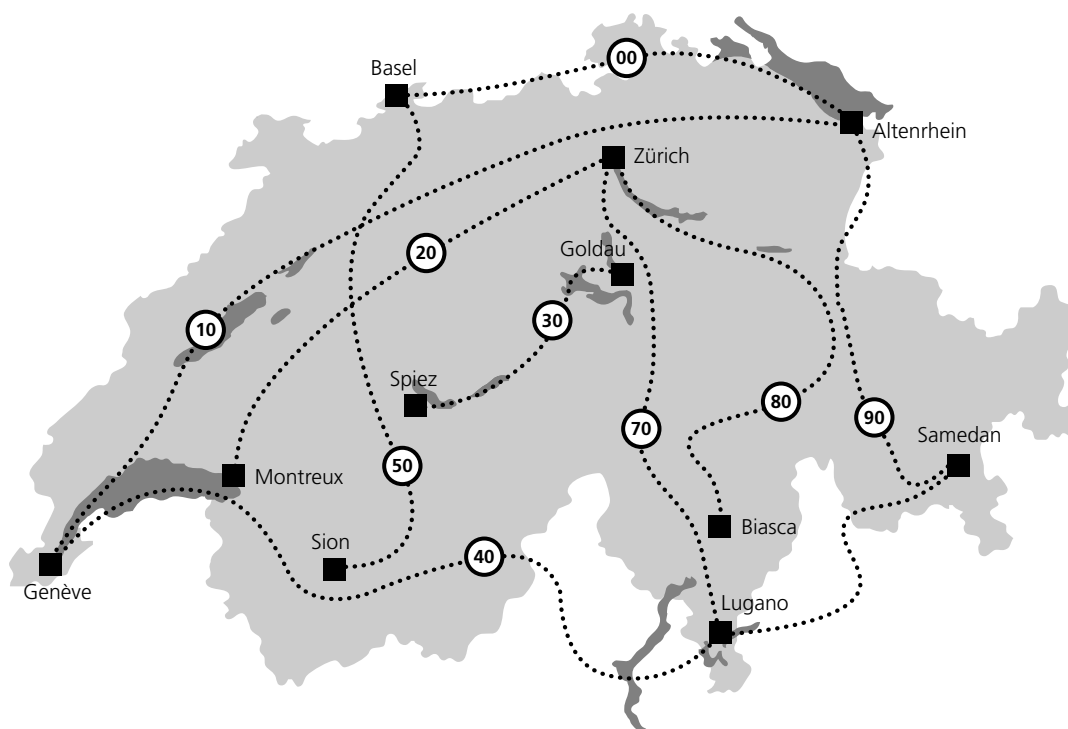 00
Basel
Altenrhein
Zürich
20
Goldau
10
30
Spiez
80
70
90
Samedan
50
Montreux
Biasca
Sion
40
Genève
Lugano